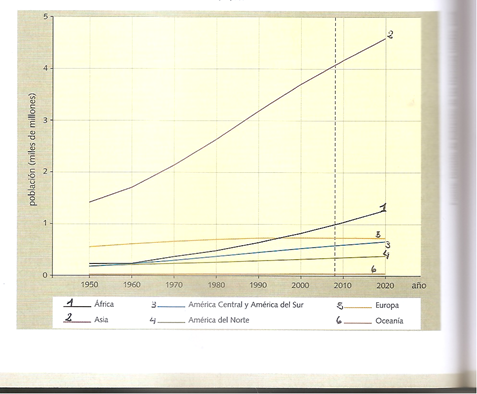 5
4
3
2
1
0
población (miles de millones)
2
1
3
4
6
1950 1960 1970 1980 1990 2000 2010 2020 año
1 África 3 América Central y América del Sur Europa
2 Asia 4 América del Norte 6 Oceanía